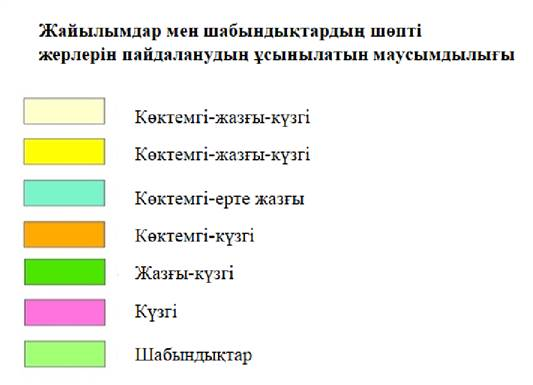 Жайылымдар мен шабындықтардың шөпті
жерлерін пайдаланудың ұсынылатын маусымдылығы
Көктемгі-жазғы-күзгі
Көктемгі-жазғы-күзгі
Көктемгі-ерте жазғы
Көктемгі-күзгі
Жазғы-күзгі
Күзгі
Шабындықтар